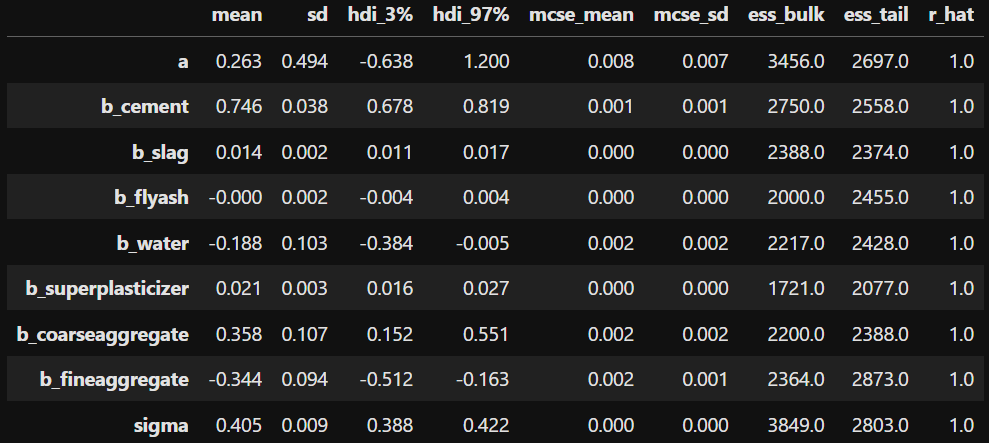 mean sd hdi_3% hdi_97% mcse_mean mcse_sd ess_bulk ess_tail r_hat
a 0.263 0.494 -0.638 1.200 0.008 0.007 3456.0 2697.0 1.0
b_cement 0.746 0.038 0.678 0.819 0.001 0.001 2750.0 2558.0 1.0
b_slag 0.014 0.002 0.011 0.017 0.000 0.000 2388.0 2374.0 1.0
b_flyash -0.000 0.002 -0.004 0.004 0.000 0.000 2000.0 2455.0 1.0
b_water -0.188 0.103 -0.384 -0.005 0.002 0.002 2217.0 2428.0 1.0
b_superplasticizer 0.021 0.003 0.016 0.027 0.000 0.000 1721.0 2077.0 1.0
b_coarseaggregate 0.358 0.107 0.152 0.551 0.002 0.002 2200.0 2388.0 1.0
b_fineaggregate -0.344 0.094 -0.512 -0.163 0.002 0.001 2364.0 2873.0 1.0
sigma 0.405 0.009 0.388 0.422 0.000 0.000 3849.0 2803.0 1.0